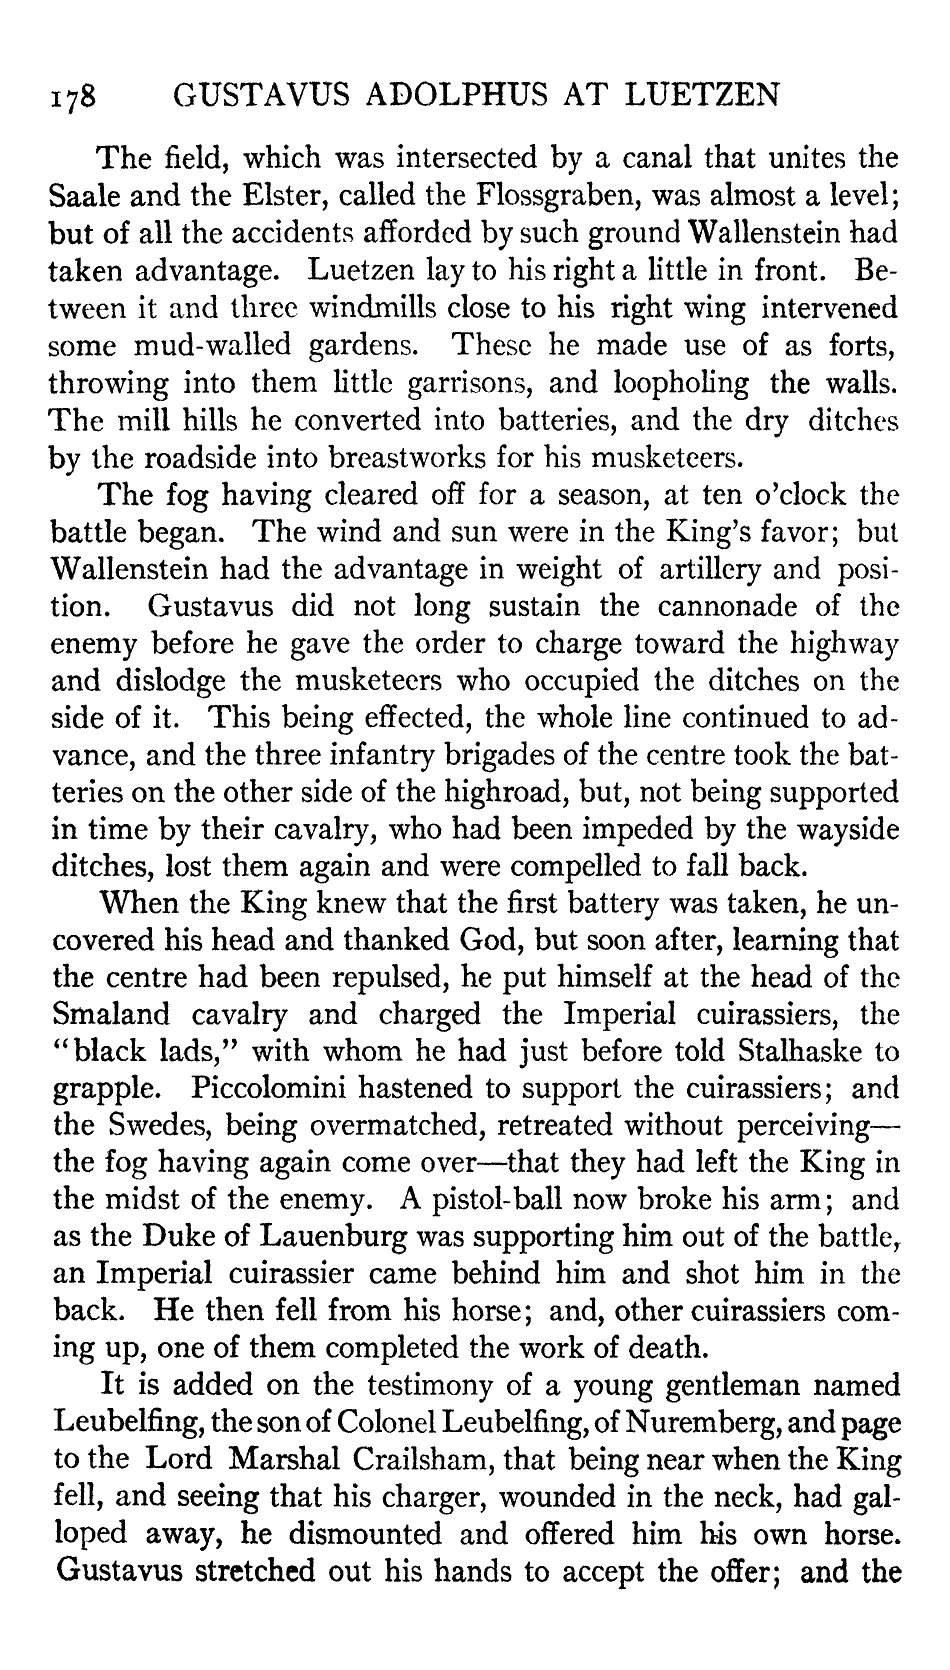 178 GUSTAVUS ADOLPHUS AT LUETZEN
The field, which was intersected by a canal that unites the
Saale and the Elster, called the Flossgraben, was almost a level;
but of all the accidents afforded by such ground Wallenstein had
taken advantage. Luetzen lay to his right a little in front. Be-
tween it and three windmills close to his right wing intervened
some mud-walled gardens. These he made use of as forts,
throwing into them little garrisons, and loopholing the walls.
The mill hills he converted into batteries, and the dry ditches
by the roadside into breastworks for his musketeers.
The fog having cleared off for a season, at ten o'clock the
battle began. The wind and sun were in the King's favor; but
Wallenstein had the advantage in weight of artillery and posi-
tion. Gustavus did not long sustain the cannonade of the
enemy before he gave the order to charge toward the highway
and dislodge the musketeers who occupied the ditches on the
side of it. This being effected, the whole line continued to ad-
vance, and the three infantry brigades of the centre took the bat-
teries on the other side of the highroad, but, not being supported
in time by their cavalry, who had been impeded by the wayside
ditches, lost them again and were compelled to fall back.
When the King knew that the first battery was taken, he un-
covered his head and thanked God, but soon after, learning that
the centre had been repulsed, he put himself at the head of the
Smaland cavalry and charged the Imperial cuirassiers, the
"black lads," with whom he had just before told Stalhaske to
grapple. Piccolomini hastened to support the cuirassiers; and
the Swedes, being overmatched, retreated without perceiving—
the fog having again come over—that they had left the King in
the midst of the enemy. A pistol-ball now broke his arm; and
as the Duke of Lauenburg was supporting him out of the battle,
an Imperial cuirassier came behind him and shot him in the
back. He then fell from his horse; and, other cuirassiers com-
ing up, one of them completed the work of death.
It is added on the testimony of a young gentleman named
Leubelfing, the son of Colonel Leubelfing, of Nuremberg, and page
to the Lord Marshal Crailsham, that being near when the King
fell, and seeing that his charger, wounded in the neck, had gal-
loped away, he dismounted and offered him his own horse.
Gustavus stretched out his hands to accept the offer; and the